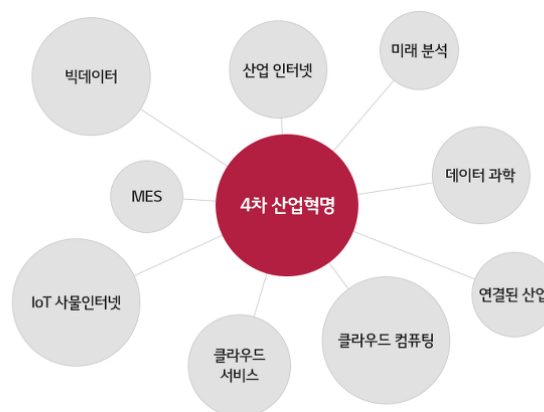 빅데이터
산업 인터넷
미래 분석
MES
4차 산업혁명
데이터 과학
IoT 사물인터넷
클라우드
서비스
클라우드 컴퓨팅
연결된 산업